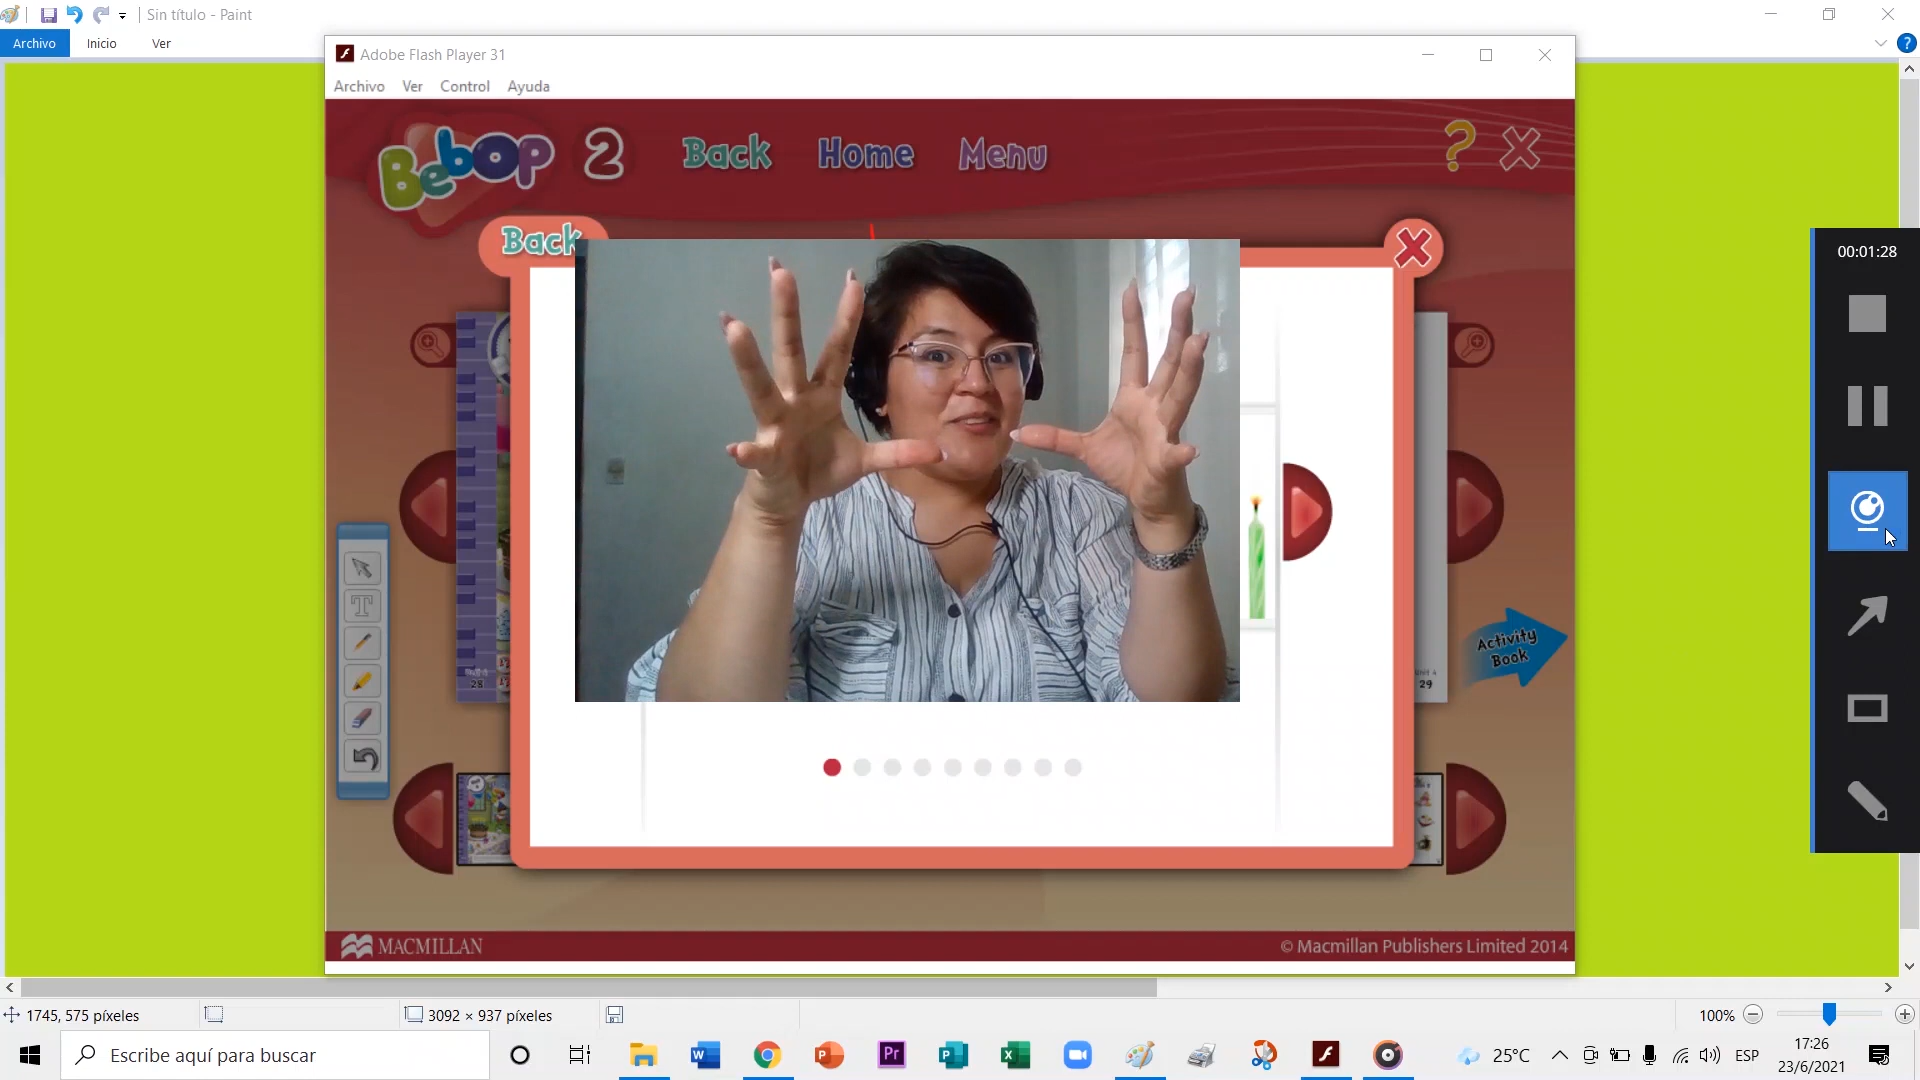 Sin título - Paint
Archivo Inicio Ver
Adobe Flash Player 31
Archivo Ver Control Ayuda
Bebop 2 Back Home Menu ?
Back
00:01:28
Activity
Book
28
29
MACMILLAN
© Macmillan Publishers Limited 2014
1745, 575 píxeles
3092 × 937 píxeles
100%
Escribe aquí para buscar
25°C
ESP
17:26
23/6/2021